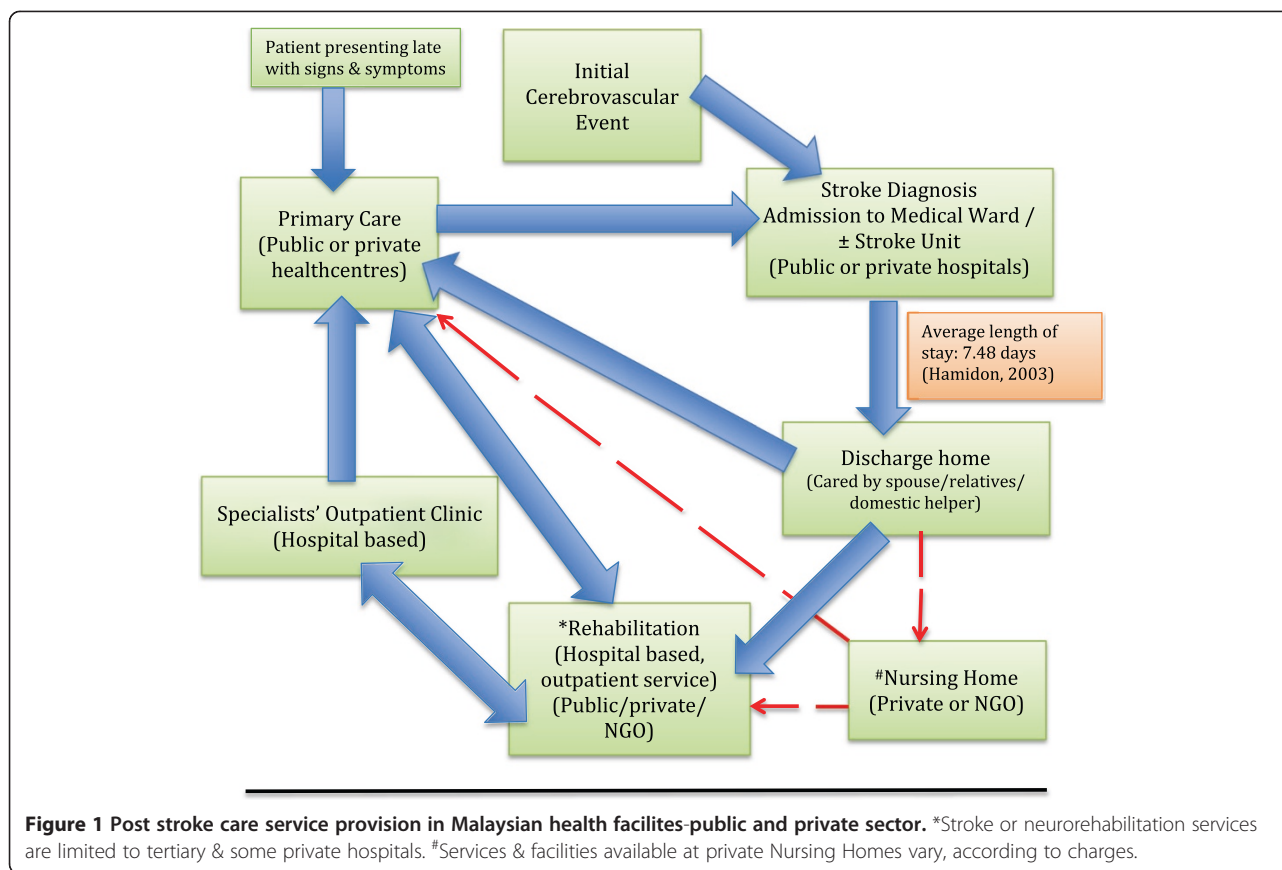 Patient presenting late
with signs & symptoms
Initial
Cerebrovascular
Event
Primary Care
(Public or private
healthcentres)
Stroke Diagnosis
Admission to Medical Ward /
± Stroke Unit
(Public or private hospitals)
Average length of
stay: 7.48 days
(Hamidon, 2003)
Discharge home
(Cared by spouse/relatives/
domestic helper)
Specialists’ Outpatient Clinic
(Hospital based)
*Rehabilitation
(Hospital based,
outpatient service)
(Public/private/
NGO)
#Nursing Home
(Private or NGO)
Figure 1 Post stroke care service provision in Malaysian health facilites-public and private sector. *Stroke or neurorehabilitation services
are limited to tertiary & some private hospitals. #Services & facilities available at private Nursing Homes vary, according to charges.